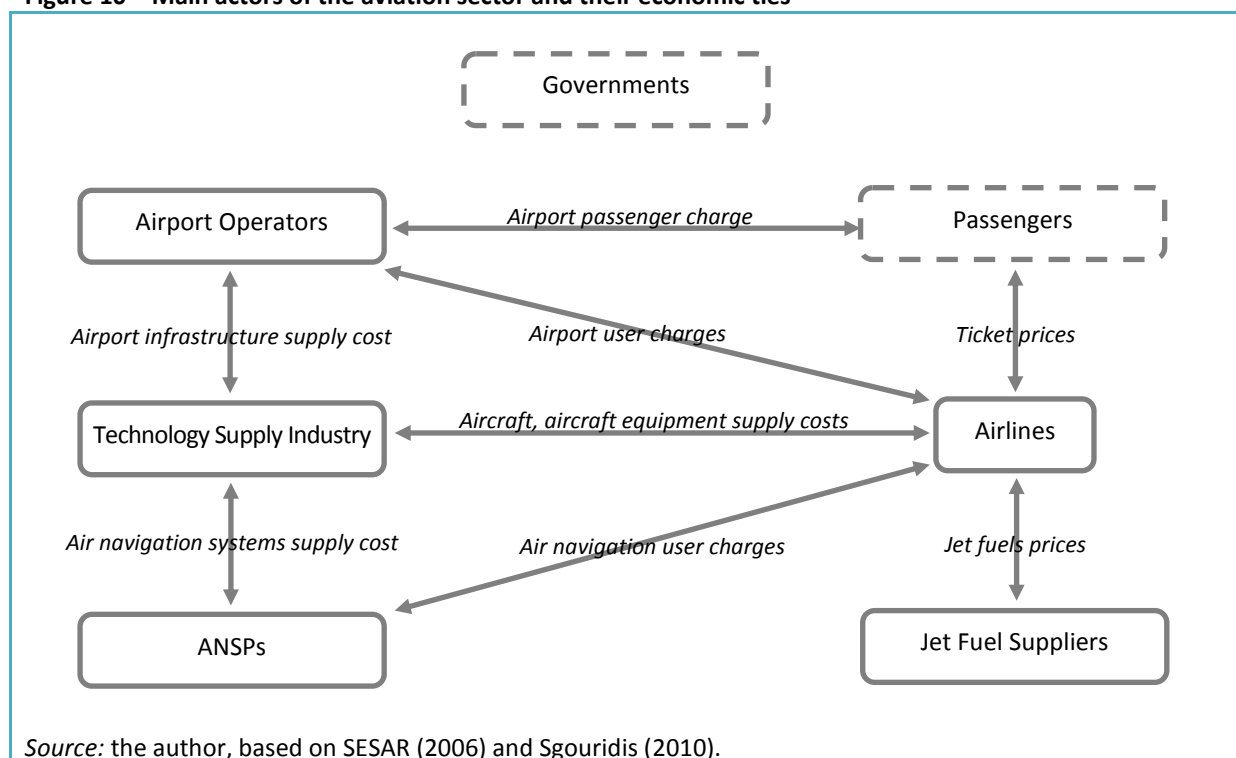 Figure 10 – Main actors of the aviation sector and their economic ties
Governments
Airport Operators
Airport passenger charge
Passengers
Airport infrastructure supply cost
Airport user charges
Ticket prices
Technology Supply Industry
Aircraft, aircraft equipment supply costs
Airlines
Air navigation systems supply cost
Air navigation user charges
Jet fuels prices
ANSPs
Jet Fuel Suppliers
Source: the author, based on SESAR (2006) and Sgouridis (2010).